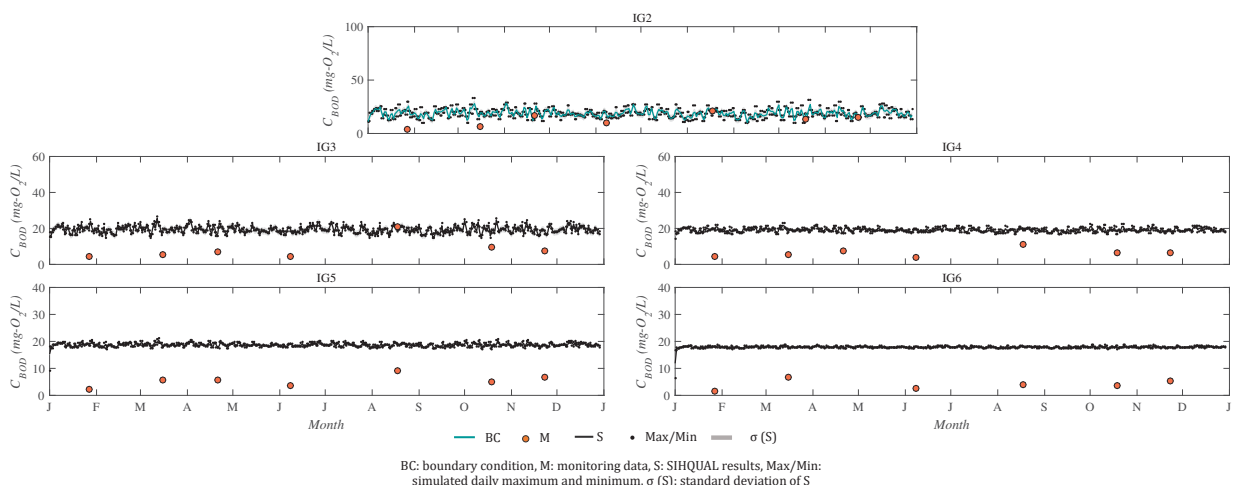 IG2
100
50
0
C_BOD (mg-O_2/L)
IG3
60
40
20
0
C_BOD (mg-O_2/L)
IG4
60
40
20
0
C_BOD (mg-O_2/L)
IG5
40
30
20
10
0
C_BOD (mg-O_2/L)
J F M A M J J A S O N D J
Month
IG6
40
30
20
10
0
C_BOD (mg-O_2/L)
J F M A M J J A S O N D J
Month
BC M S Max/Min σ (S)
BC: boundary condition, M: monitoring data, S: SIHQUAL results, Max/Min:
simulated daily maximum and minimum, σ (S): standard deviation of S